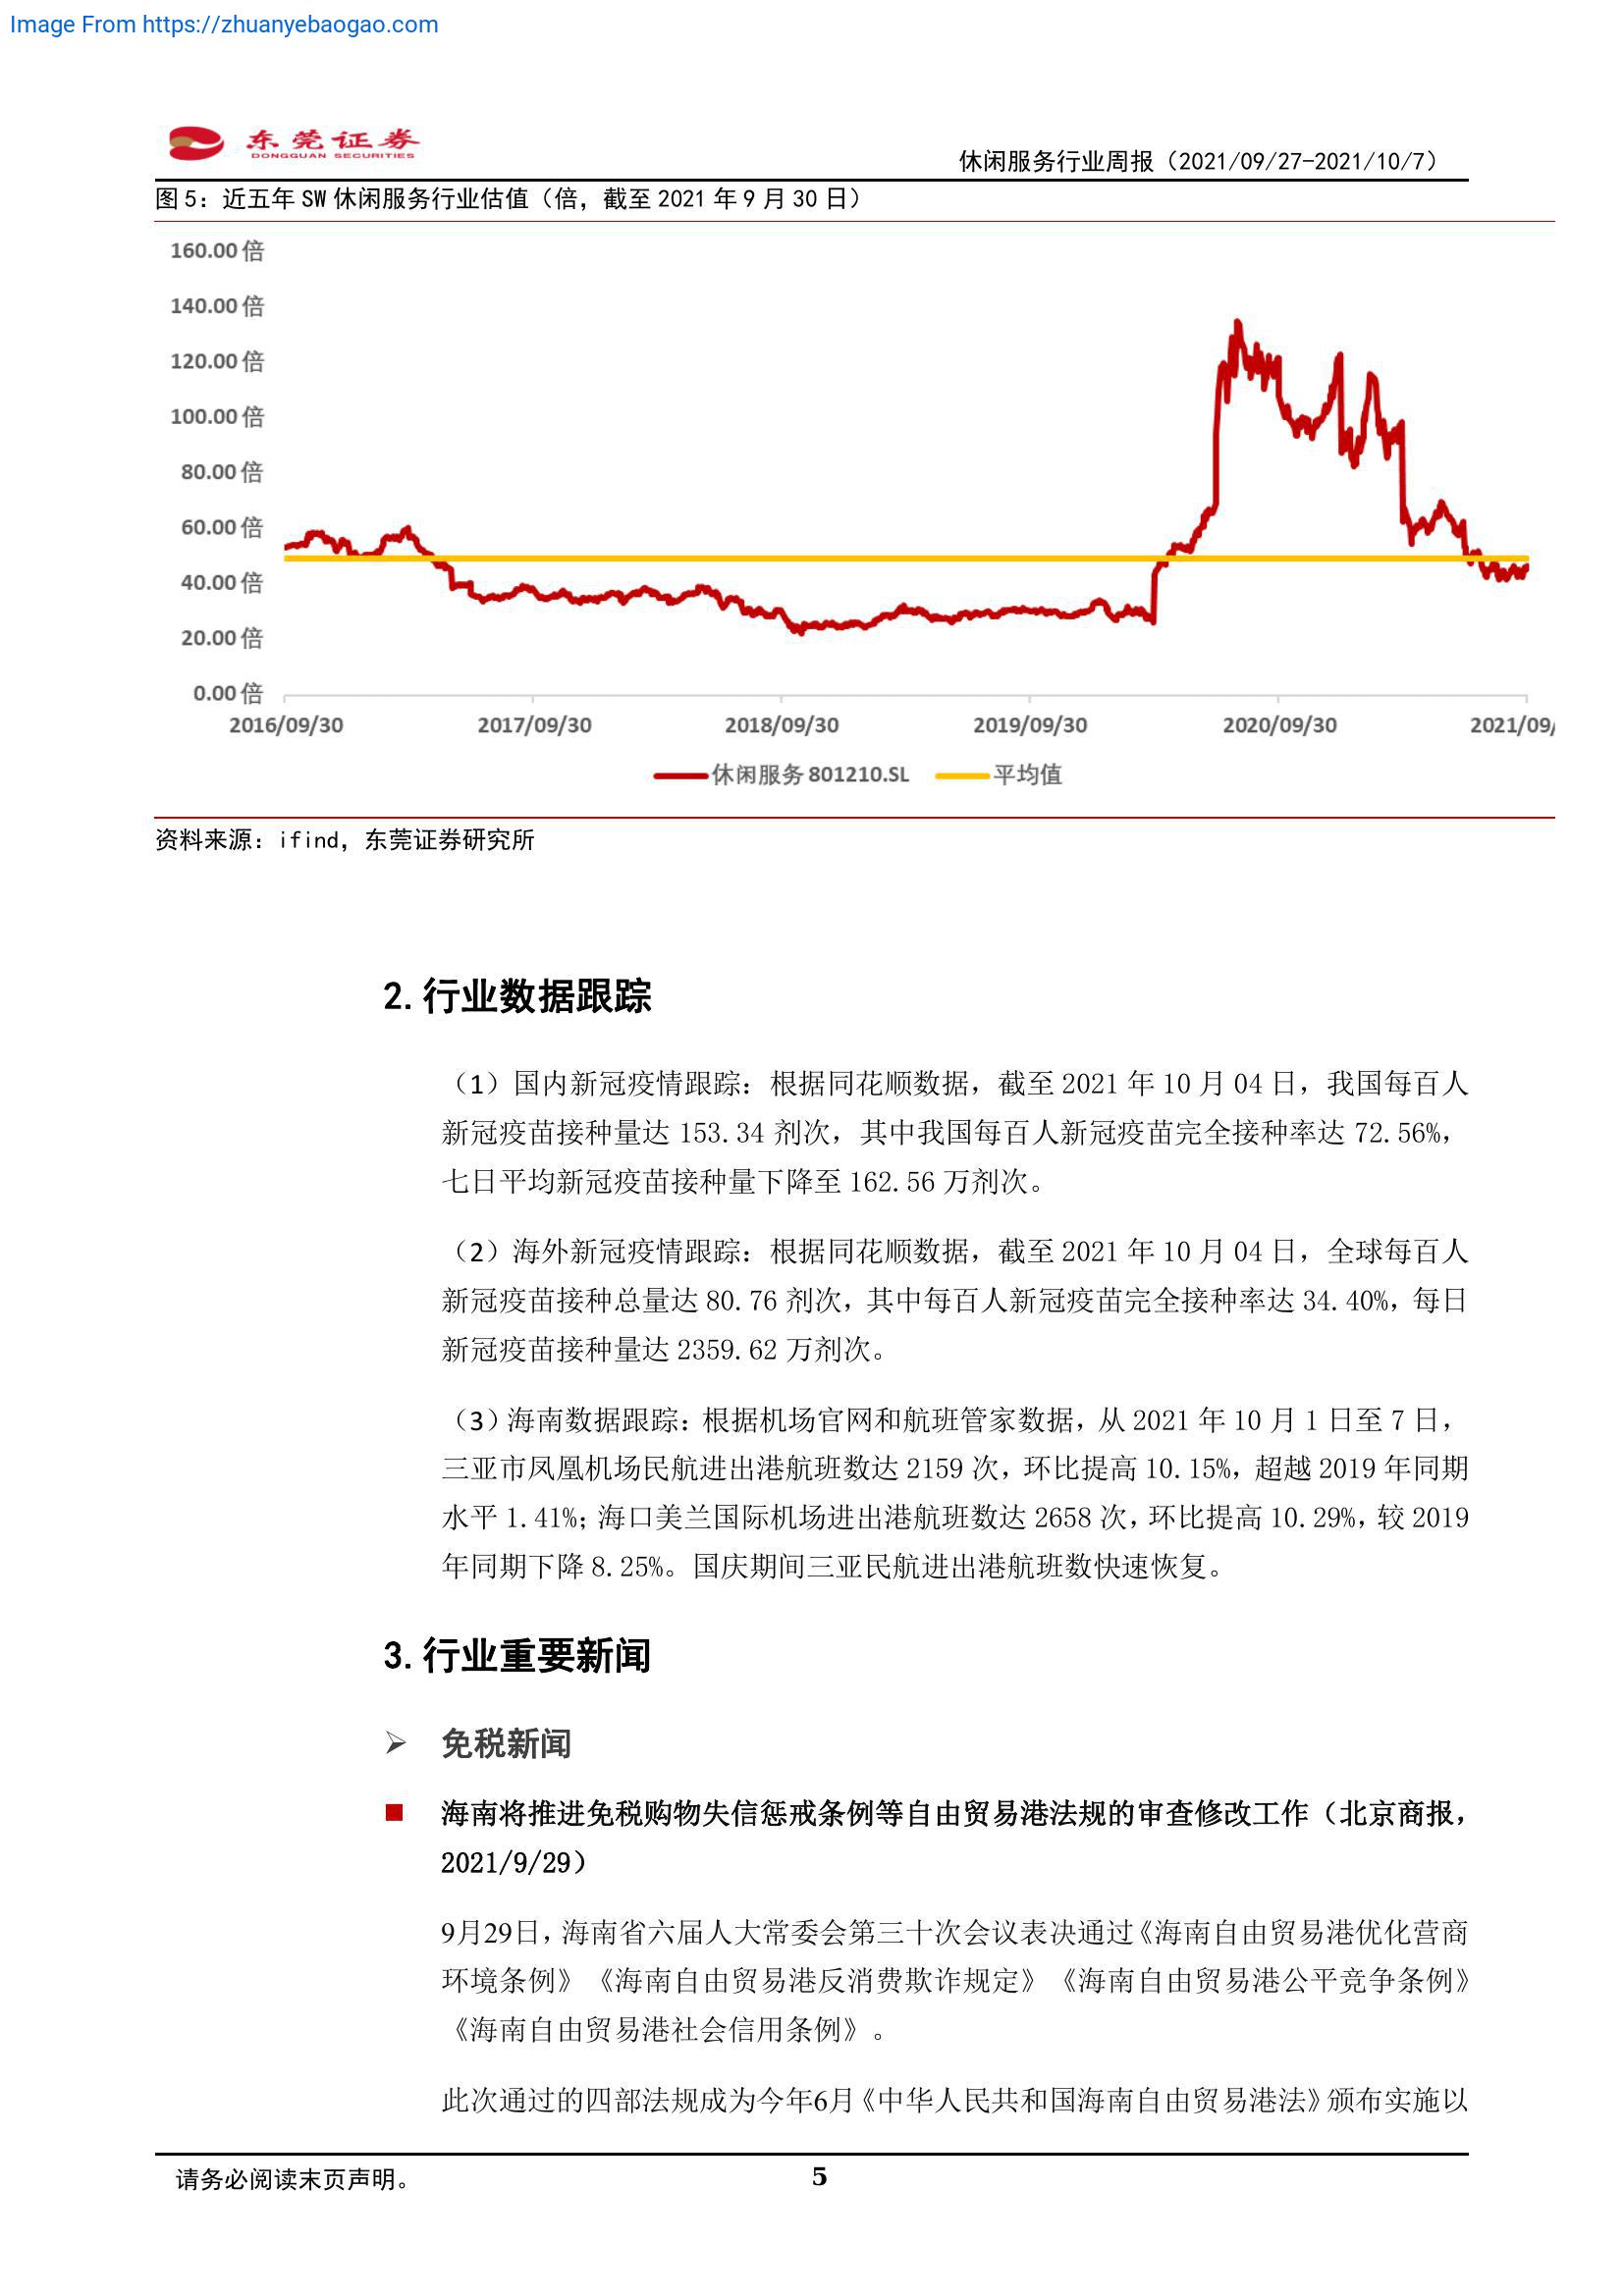 Image From https://zhuanyebaogao.com
东莞证券
DONGGUAN SECURITIES
休闲服务行业周报（2021/09/27-2021/10/7）
图 5：近五年 SW 休闲服务行业估值（倍，截至 2021 年 9 月 30 日）
160.00倍
140.00倍
120.00倍
100.00倍
80.00倍
60.00倍
40.00倍
20.00倍
0.00倍
2016/09/30 2017/09/30 2018/09/30 2019/09/30 2020/09/30 2021/09/
休闲服务801210.SL 平均值
资料来源：ifind，东莞证券研究所
2.行业数据跟踪
（1）国内新冠疫情跟踪：根据同花顺数据，截至 2021 年 10 月 04 日，我国每百人
新冠疫苗接种量达 153.34 剂次，其中我国每百人新冠疫苗完全接种率达 72.56%，
七日平均新冠疫苗接种量下降至 162.56 万剂次。
（2）海外新冠疫情跟踪：根据同花顺数据，截至 2021 年 10 月 04 日，全球每百人
新冠疫苗接种总量达 80.76 剂次，其中每百人新冠疫苗完全接种率达 34.40%，每日
新冠疫苗接种量达 2359.62 万剂次。
（3）海南数据跟踪：根据机场官网和航班管家数据，从 2021 年 10 月 1 日至 7 日，
三亚市凤凰机场民航进出港航班数达 2159 次，环比提高 10.15%，超越 2019 年同期
水平 1.41%；海口美兰国际机场进出港航班数达 2658 次，环比提高 10.29%，较 2019
年同期下降 8.25%。国庆期间三亚民航进出港航班数快速恢复。
3.行业重要新闻
➢ 免税新闻
■ 海南将推进免税购物失信惩戒条例等自由贸易港法规的审查修改工作（北京商报，
2021/9/29）
9月29日，海南省六届人大常委会第三十次会议表决通过《海南自由贸易港优化营商
环境条例》《海南自由贸易港反消费欺诈规定》《海南自由贸易港公平竞争条例》
《海南自由贸易港社会信用条例》。
此次通过的四部法规成为今年6月《中华人民共和国海南自由贸易港法》颁布实施以
请务必阅读末页声明。
5